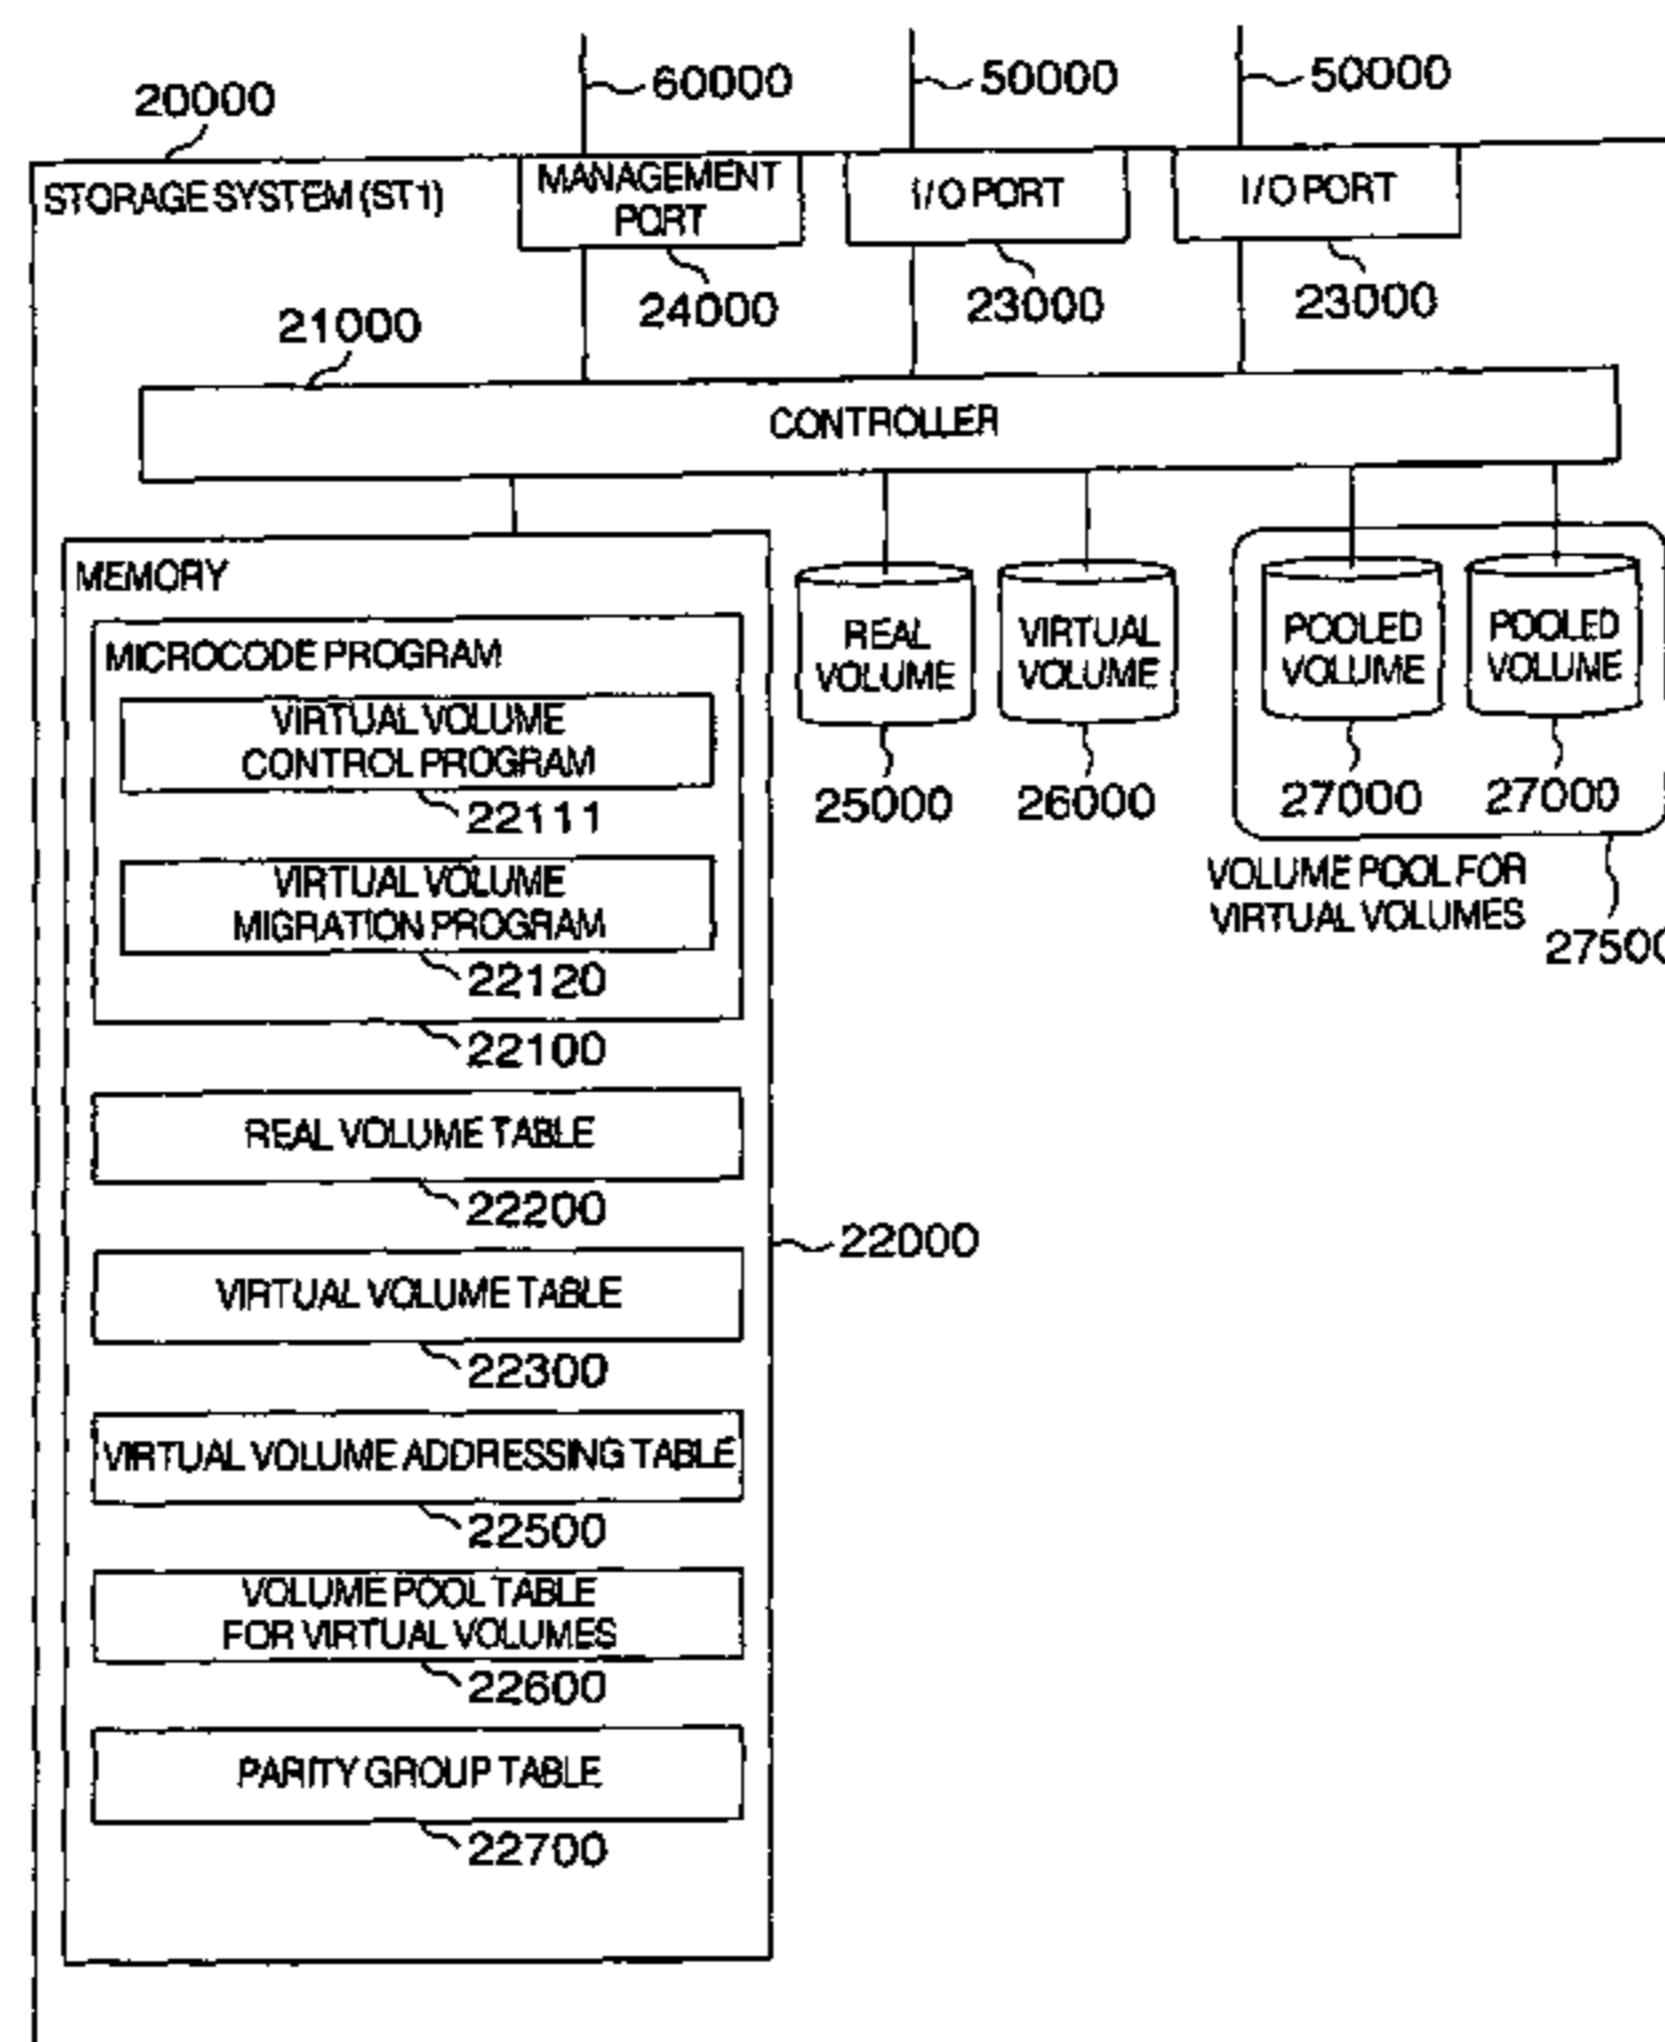 60000
50000
50000
20000
STORAGE SYSTEM (ST1)
MANAGEMENT
PORT
I/O PORT
I/O PORT
24000
23000
23000
21000
CONTROLLER
MEMORY
MICROCODE PROGRAM
VIRTUAL VOLUME
CONTROL PROGRAM
22111
VIRTUAL VOLUME
MIGRATION PROGRAM
22120
22100
REAL VOLUME TABLE
22200
VIRTUAL VOLUME TABLE
22300
VIRTUAL VOLUME ADDRESSING TABLE
22500
VOLUME POOL TABLE
FOR VIRTUAL VOLUMES
22600
PARITY GROUP TABLE
22700
22000
REAL
VOLUME
25000
VIRTUAL
VOLUME
26000
POOLED
VOLUME
27000
POOLED
VOLUME
27000
VOLUME POOL FOR
VIRTUAL VOLUMES
27500